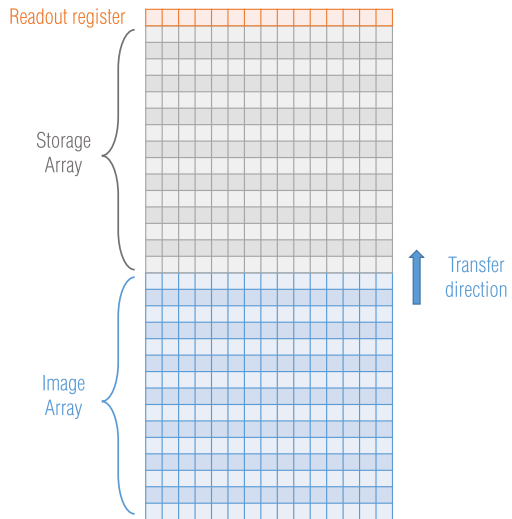 Readout register
Storage
Array
Transfer
direction
Image
Array